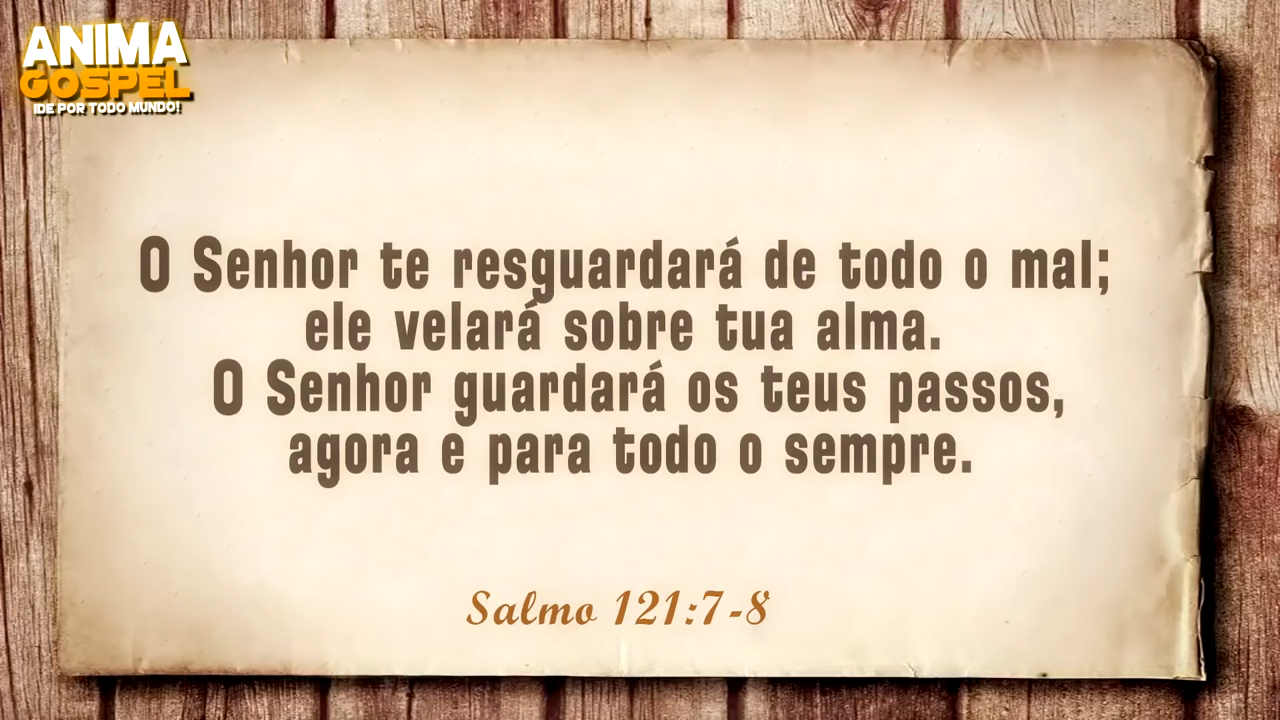 ANIMA
GOSPEL
IDE POR TODO MUNDO!
O Senhor te resguardará de todo o mal;
ele velará sobre tua alma.
O Senhor guardará os teus passos,
agora e para todo o sempre.
Salmo 121:7-8